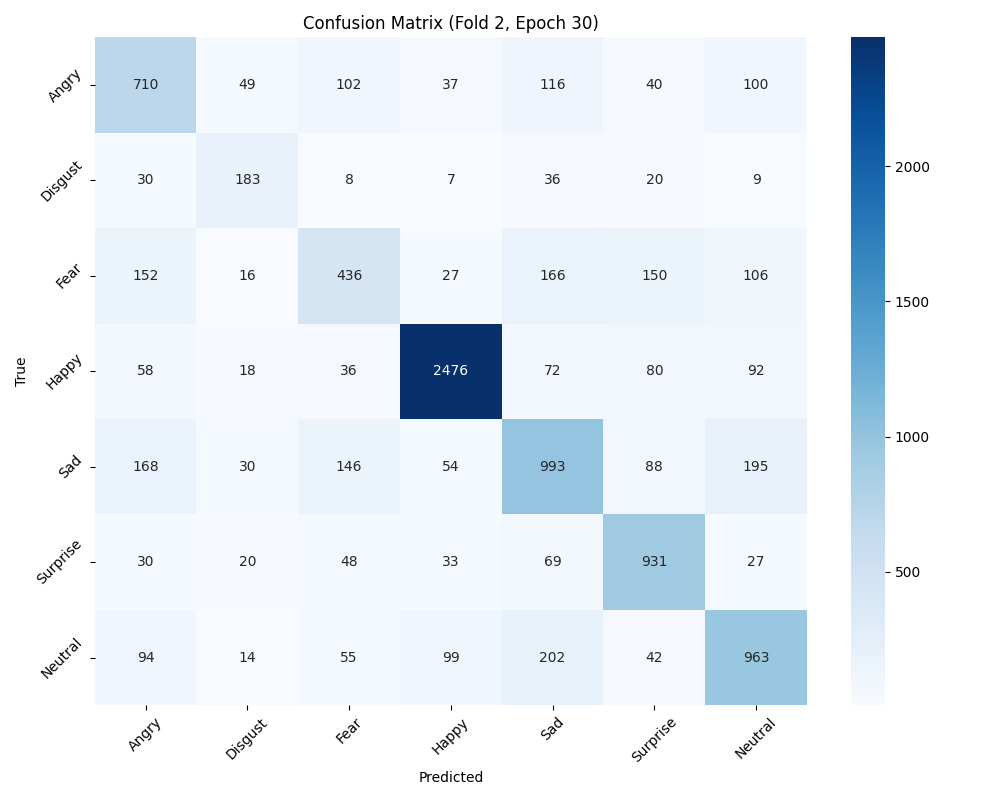 Confusion Matrix (Fold 2, Epoch 30)
True
Angry 710 49 102 37 116 40 100
Disgust 30 183 8 7 36 20 9
Fear 152 16 436 27 166 150 106
Happy 58 18 36 2476 72 80 92
Sad 168 30 146 54 993 88 195
Surprise 30 20 48 33 69 931 27
Neutral 94 14 55 99 202 42 963
Angry Disgust Fear Happy Sad Surprise Neutral
Predicted
2000
1500
1000
500